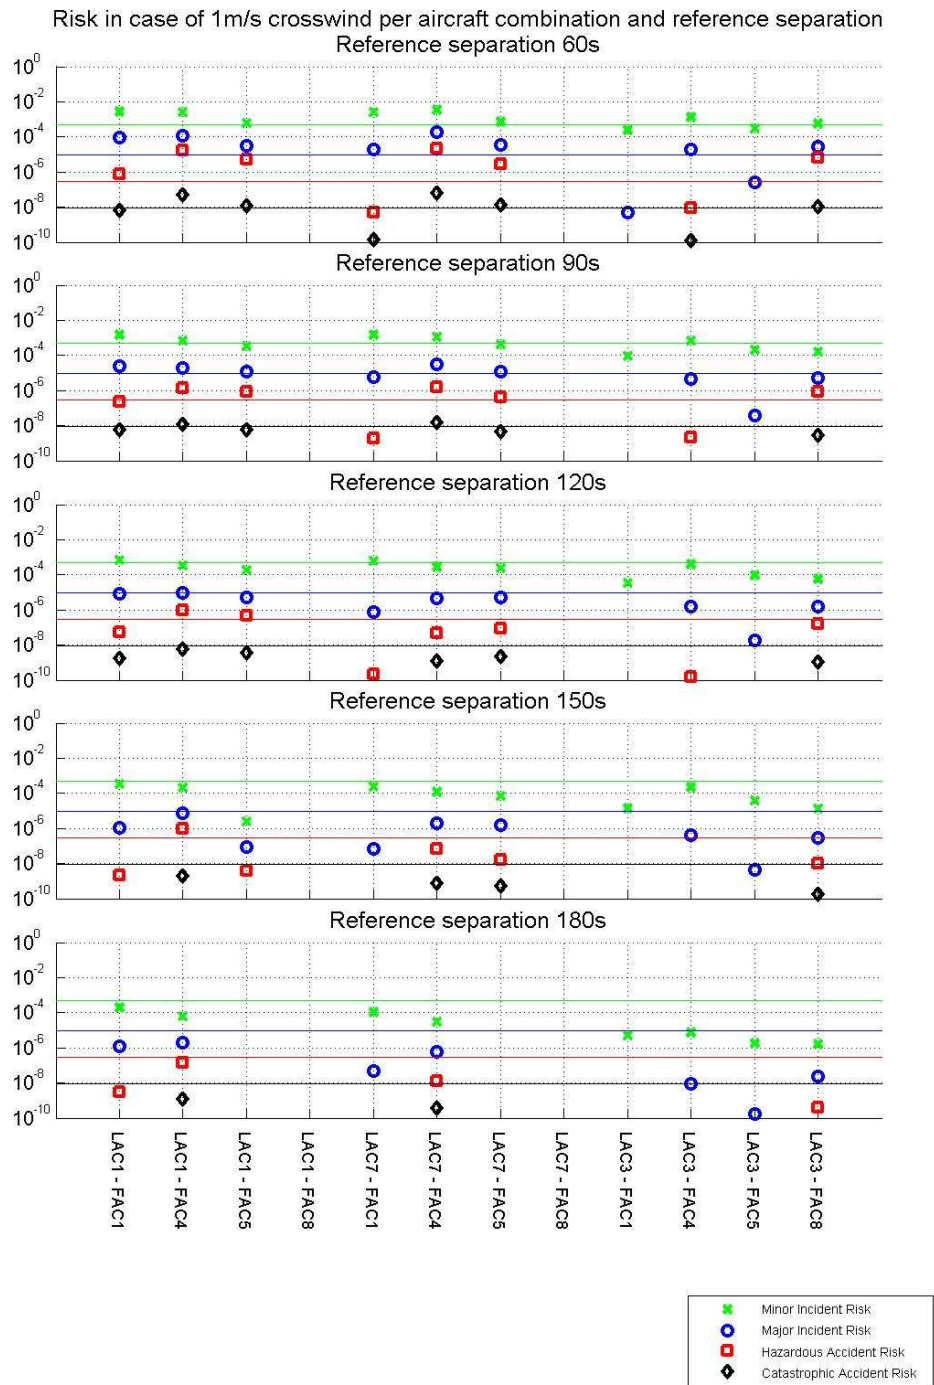 Risk in case of 1m/s crosswind per aircraft combination and reference separation
Reference separation 60s
10^0
10^-2
10^-4
10^-6
10^-8
10^-10
Reference separation 90s
10^0
10^-2
10^-4
10^-6
10^-8
10^-10
Reference separation 120s
10^0
10^-2
10^-4
10^-6
10^-8
10^-10
Reference separation 150s
10^0
10^-2
10^-4
10^-6
10^-8
10^-10
Reference separation 180s
10^0
10^-2
10^-4
10^-6
10^-8
10^-10
LAC1 - FAC1
LAC1 - FAC4
LAC1 - FAC5
LAC1 - FAC8
LAC7 - FAC1
LAC7 - FAC4
LAC7 - FAC5
LAC7 - FAC8
LAC3 - FAC1
LAC3 - FAC4
LAC3 - FAC5
LAC3 - FAC8
Minor Incident Risk
Major Incident Risk
Hazardous Accident Risk
Catastrophic Accident Risk